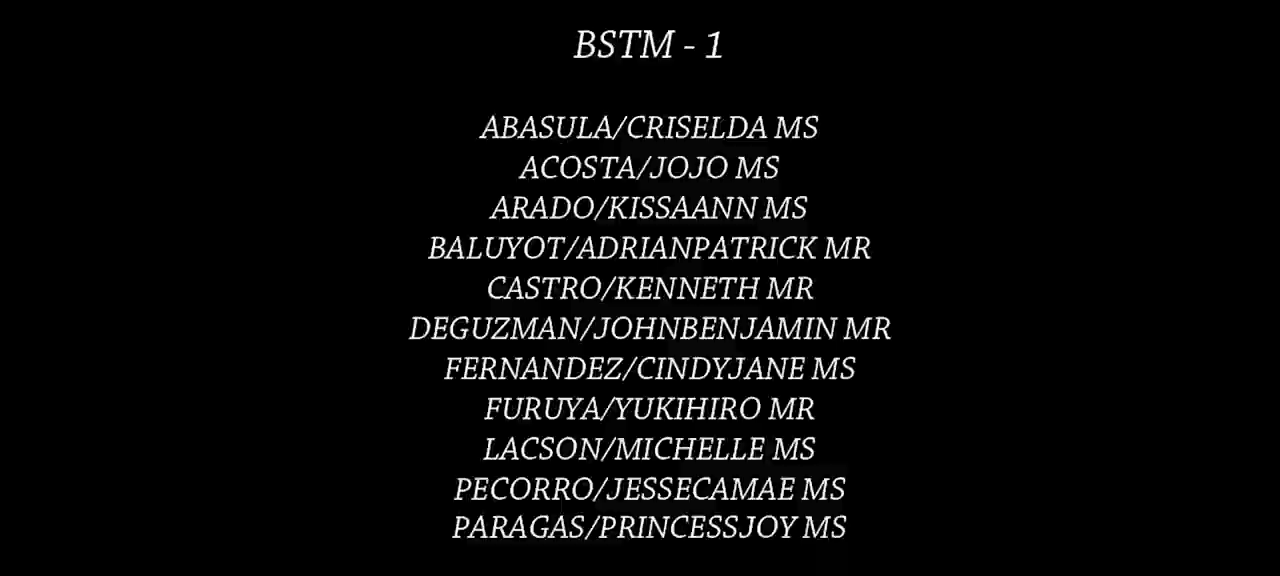 BSTM - 1
ABASULA/CRISELDA MS
ACOSTA/JOJO MS
ARADO/KISSAANN MS
BALUYOT/ADRIANPATRICK MR
CASTRO/KENNETH MR
DEGUZMAN/JOHNBENJAMIN MR
FERNANDEZ/CINDYJANE MS
FURUYA/YUKIHIRO MR
LACSON/MICHELLE MS
PECORRO/JESSECAMAE MS
PARAGAS/PRINCESSJOY MS